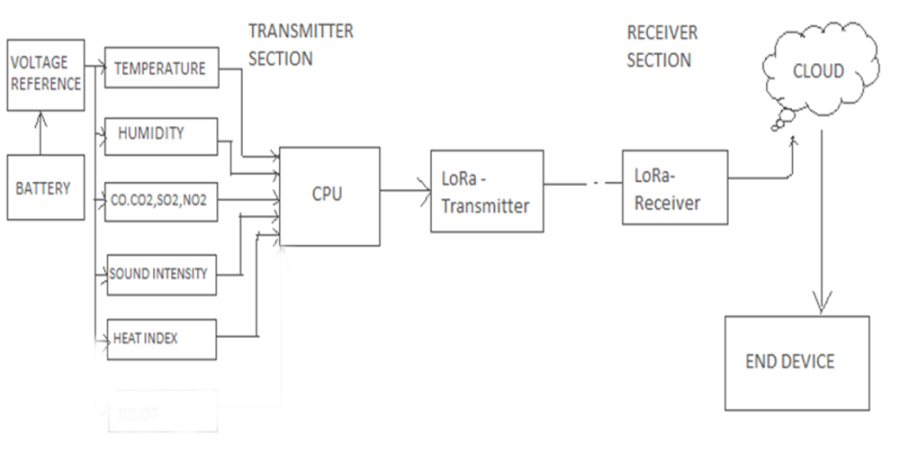 TRANSMITTER
SECTION
RECEIVER
SECTION
VOLTAGE
REFERENCE
BATTERY
TEMPERATURE
HUMIDITY
CO.CO2,SO2,NO2
SOUND INTENSITY
HEAT INDEX
CPU
LoRa -
Transmitter
LoRa-
Receiver
CLOUD
END DEVICE